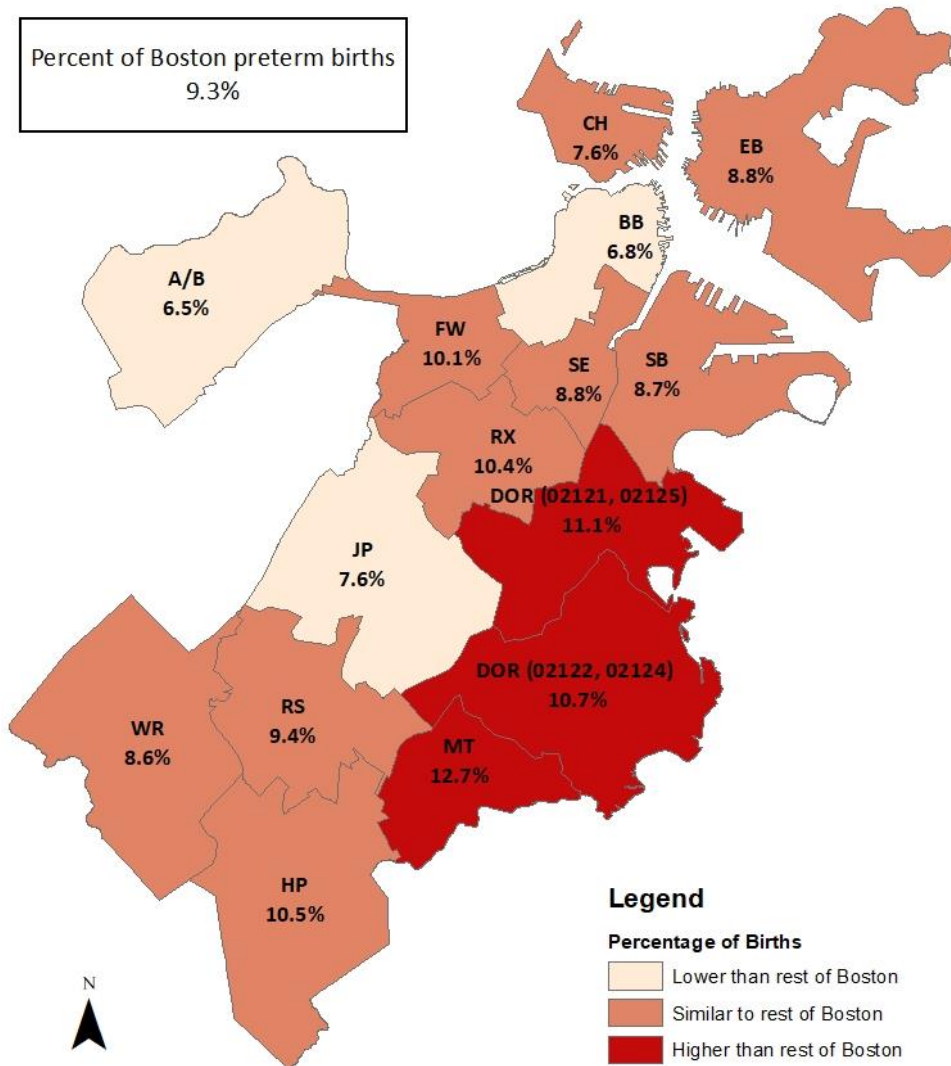 Percent of Boston preterm births
9.3%
CH
7.6%
EB
8.8%
BB
6.8%
A/B
6.5%
FW
10.1%
SE
8.8%
SB
8.7%
RX
10.4%
DOR (02121, 02125)
11.1%
JP
7.6%
DOR (02122, 02124)
10.7%
RS
9.4%
WR
8.6%
MT
12.7%
HP
10.5%
N
Legend
Percentage of Births
Lower than rest of Boston
Similar to rest of Boston
Higher than rest of Boston